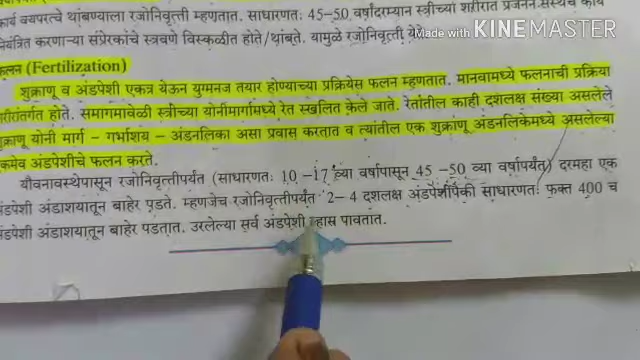 कार्य वयपरत्वे थांबण्याला रजोनिवृत्ती म्हणतात. साधारणतः 45-50 वर्षांदरम्यान स्त्रीच्या शरीरात प्रजनन संस्थेचे कार्य
नियंत्रित करणाऱ्या संप्रेरकांचे स्त्रवणे विस्कळीत होते/थांबते. यामुळे रजोनिवृत्ती येते.
Made with KINEMASTER
फलन (Fertilization)
शुक्राणू व अंडपेशी एकत्र येऊन युग्मनज तयार होण्याच्या प्रक्रियेस फलन म्हणतात. मानवामध्ये फलनाची प्रक्रिया
शरीरांतर्गत होते. समागमावेळी स्त्रीच्या योनीमार्गामध्ये रेत स्खलित केले जाते. रेतांतील काही दशलक्ष संख्या असलेले
शुक्राणू योनी मार्ग - गर्भाशय - अंडनलिका असा प्रवास करतात व त्यांतील एक शुक्राणू अंडनलिकेमध्ये असलेल्या
एकमेव अंडपेशीचे फलन करते.
यौवनावस्थेपासून रजोनिवृत्तीपर्यंत (साधारणतः 10 -17 व्या वर्षापासून 45 -50 व्या वर्षापर्यंत) दरमहा एक
अंडपेशी अंडाशयातून बाहेर पडते. म्हणजेच रजोनिवृत्तीपर्यंत 2- 4 दशलक्ष अंडपेशींपैकी साधारणतः फक्त 400 च
अंडपेशी अंडाशयातून बाहेर पडतात. उरलेल्या सर्व अंडपेशी ऱ्हास पावतात.